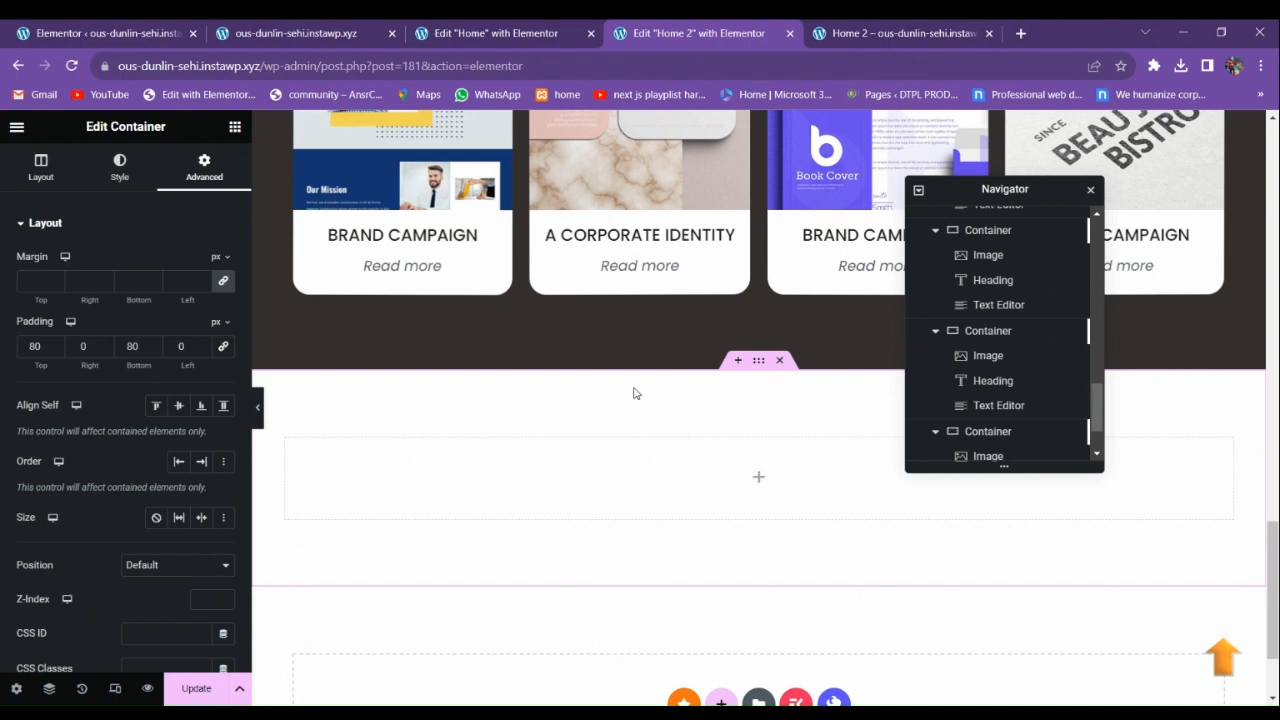 Elementor ‹ ous-dunlin-sehi.insta
ous-dunlin-sehi.instawp.xyz
Edit "Home" with Elementor
Edit "Home 2" with Elementor
Home 2 – ous-dunlin-sehi.instaw
ous-dunlin-sehi.instawp.xyz/wp-admin/post.php?post=181&action=elementor
Gmail
YouTube
Edit with Elementor...
community – AnsrC...
Maps
WhatsApp
home
next js playlist har...
Home | Microsoft 3...
Pages ‹ DTPL PROD...
Professional web d...
We humanize corp...
»
Edit Container
Layout
Style
Advanced
Layout
Margin
px
Top Right Bottom Left
Padding
px
80 0 80 0
Top Right Bottom Left
Align Self
This control will affect contained elements only.
Order
This control will affect contained elements only.
Size
Position
Default
Z-Index
CSS ID
CSS Classes
Update
Our Mission
BRAND CAMPAIGN
Read more
A CORPORATE IDENTITY
Read more
b
Book Cover
BRAND CAM
Read mo
SINCE
BEAU
BISTRO
CAMPAIGN
d more
Navigator
Text Editor
Container
Image
Heading
Text Editor
Container
Image
Heading
Text Editor
Container
Image